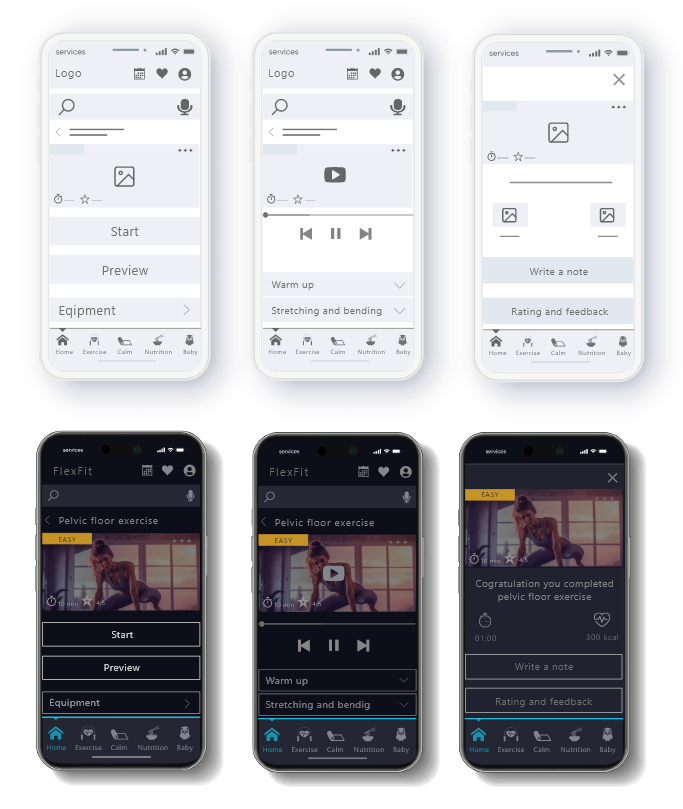 services
Logo
Start
Preview
Eqipment
Home Exercise Calm Nutrition Baby
services
Logo
Warm up
Stretching and bending
Home Exercise Calm Nutrition Baby
services
Write a note
Rating and feedback
Home Exercise Calm Nutrition Baby
services
FlexFit
Pelvic floor exercise
EASY
10 min 4,5
Start
Preview
Equipment
Home Exercise Calm Nutrition Baby
services
FlexFit
Pelvic floor exercise
EASY
10 min 4,5
Warm up
Stretching and bendig
Home Exercise Calm Nutrition Baby
services
EASY
10 min 4,5
Cogratulation you completed
pelvic floor exercise
01:00 300 kcal
Write a note
Rating and feedback
Home Exercise Calm Nutrition Baby